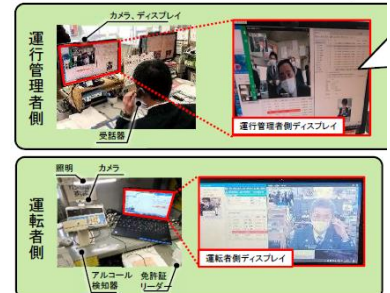 運行管理者側
カメラ、ディスプレイ
受話器
運行管理者側ディスプレイ
運転者側
照明
カメラ
アルコール
検知器
免許証
リーダー
運転者側ディスプレイ